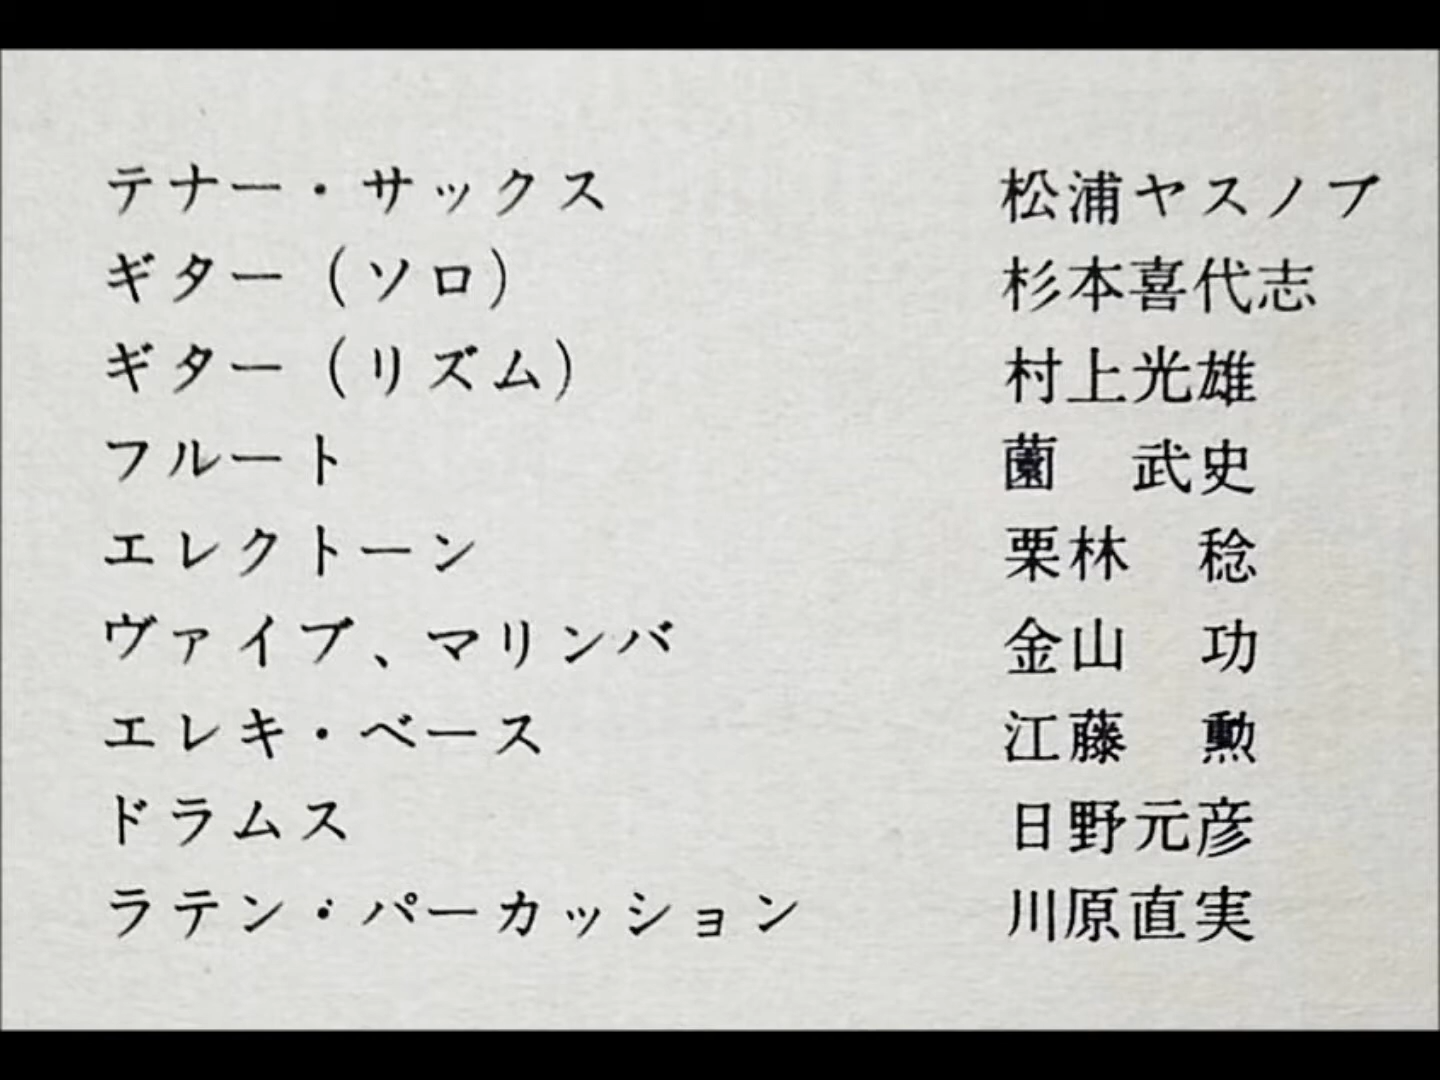 テナー・サックス　松浦ヤスノブ
ギター（ソロ）　杉本喜代志
ギター（リズム）　村上光雄
フルート　薗　武史
エレクトーン　栗林　稔
ヴァイブ、マリンバ　金山　功
エレキ・ベース　江藤　勲
ドラムス　日野元彦
ラテン・パーカッション　川原直実